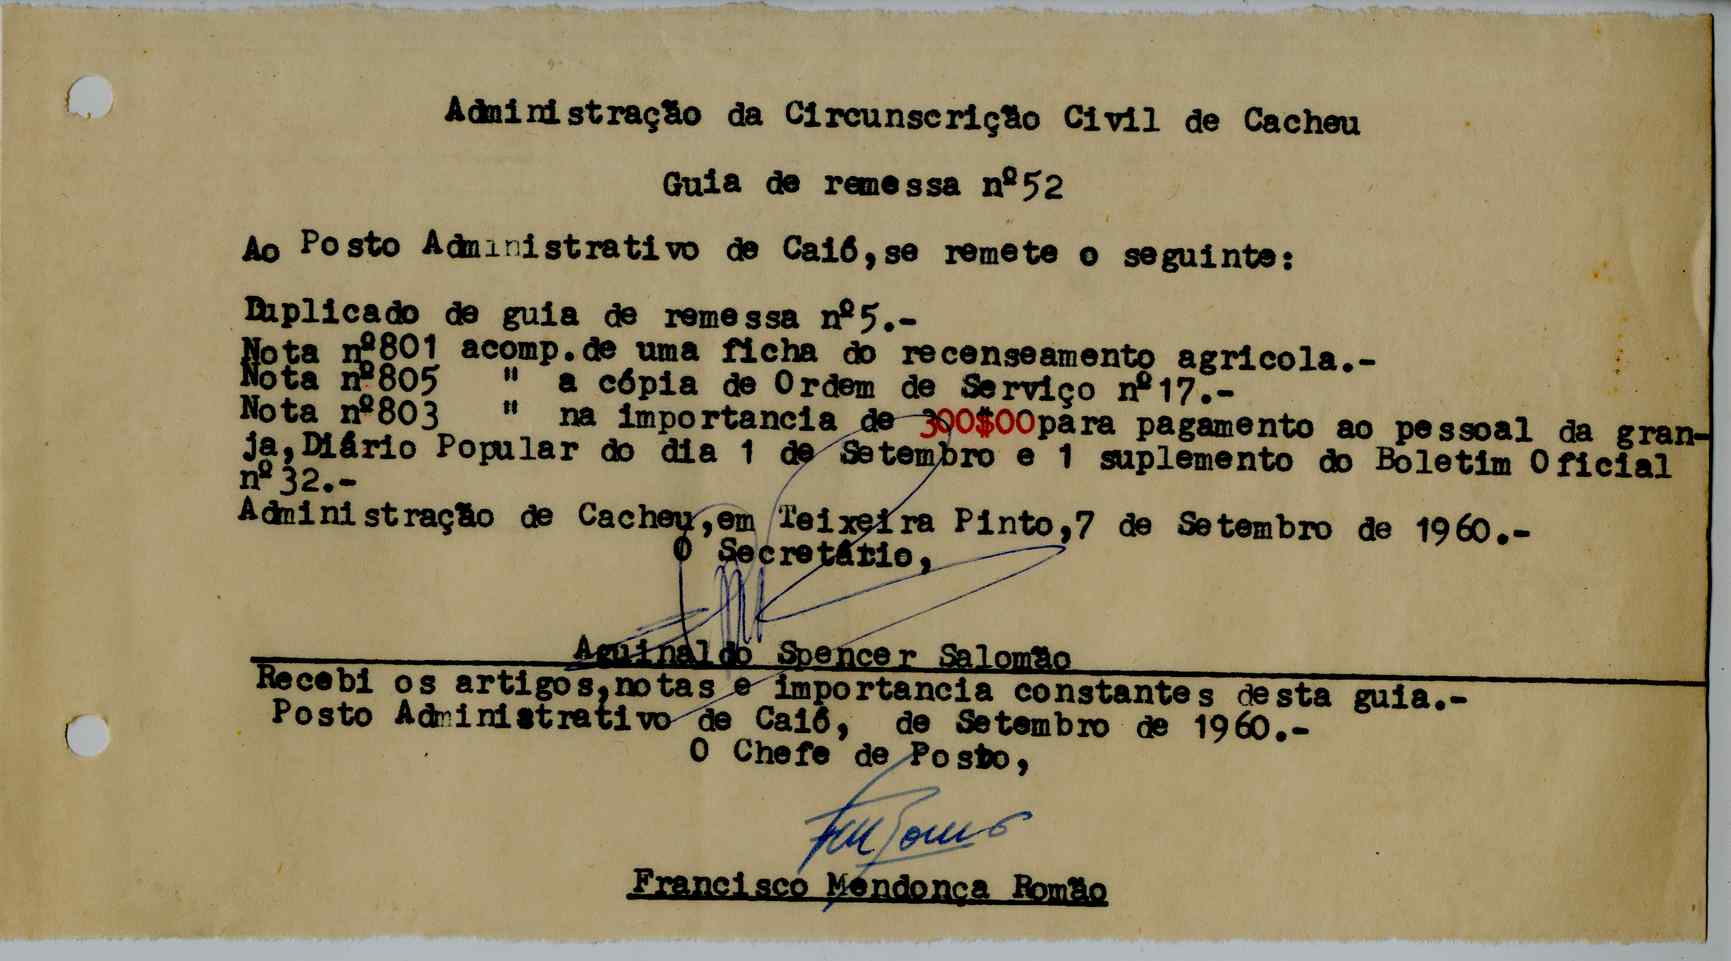 Administração da Circunscrição Civil de Cacheu
Guia de remessa nº52
Ao Posto Administrativo de Caió,se remete o seguinte:
Duplicado de guia de remessa nº5.-
Nota nº801 acomp.de uma ficha do recenseamento agricola.-
Nota nº805 " a cópia de Ordem de Serviço nº17.-
Nota nº803 " na importancia de 300$00para pagamento ao pessoal da gran-
ja,Diário Popular do dia 1 de Setembro e 1 suplemento do Boletim Oficial
nº32.-
Administração de Cacheu,em Teixeira Pinto,7 de Setembro de 1960.-
O Secretário,
Aguinaldo Spencer Salomão
Recebi os artigos,notas e importancia constantes desta guia.-
Posto Administrativo de Caió, de Setembro de 1960.-
O Chefe de Posto,
Francisco Mendonça Romão